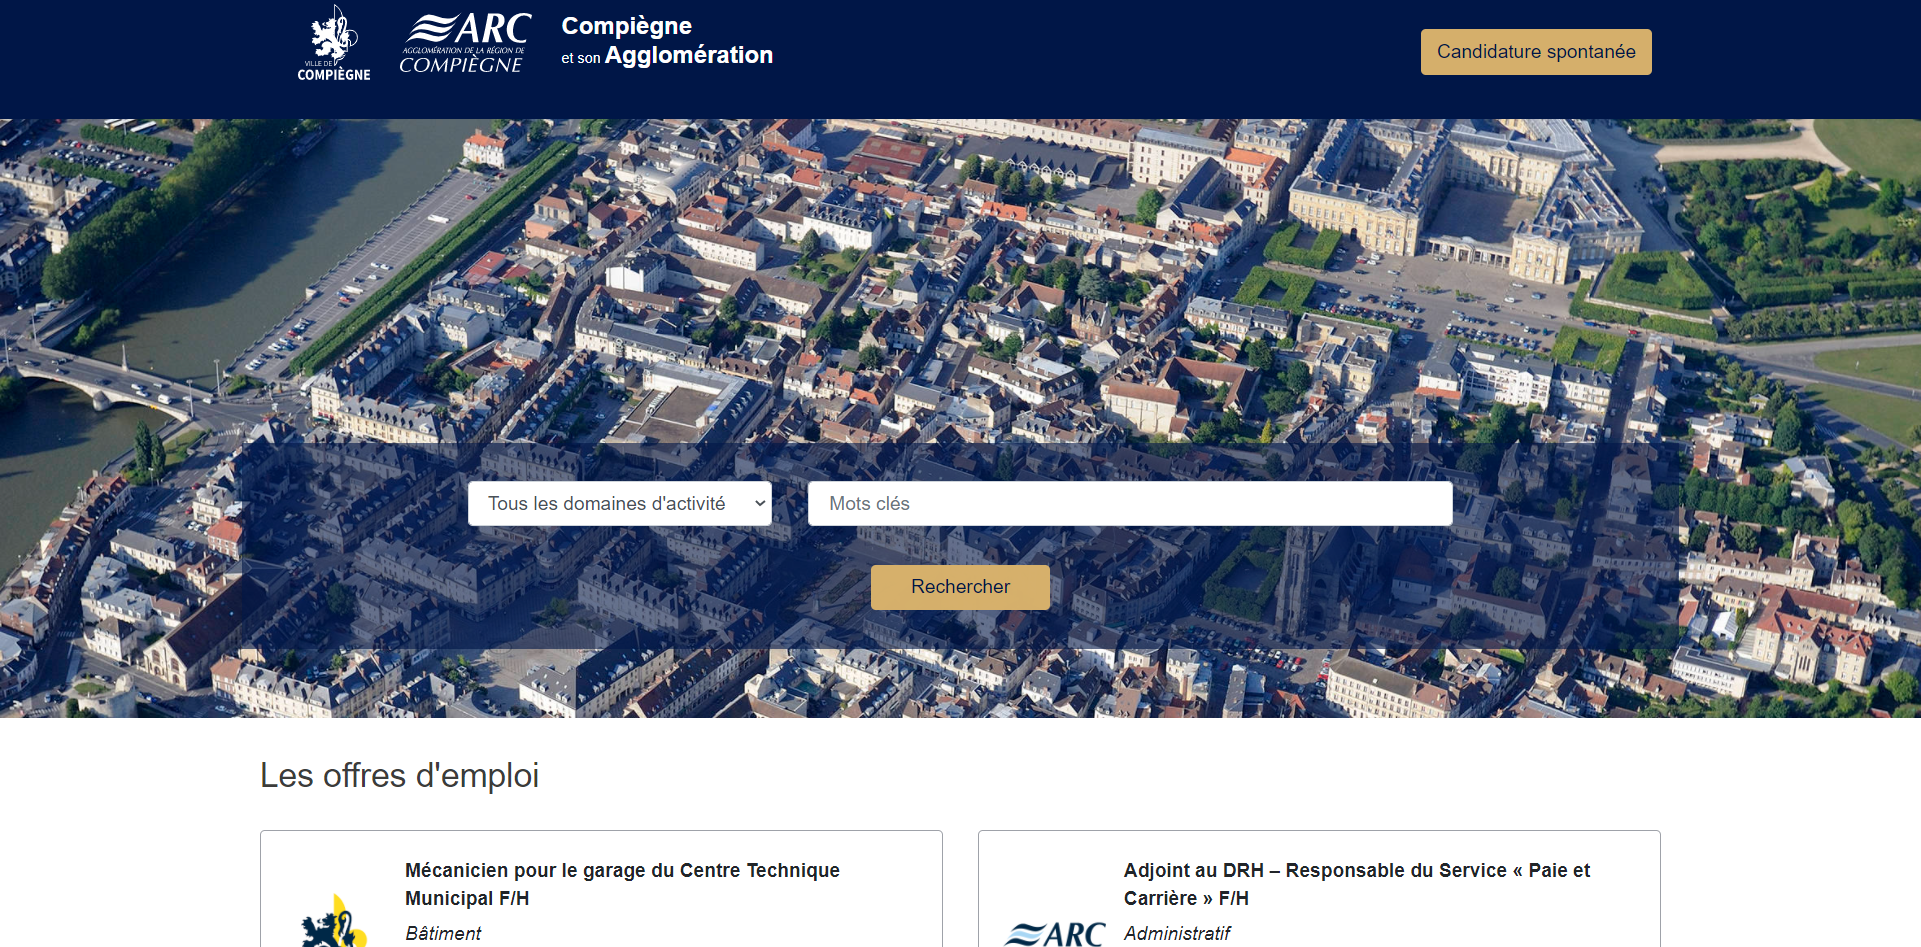 VILLE DE
COMPIÈGNE
ARC
AGGLOMÉRATION DE LA RÉGION DE
COMPIÈGNE
Compiègne
et son Agglomération
Candidature spontanée
Tous les domaines d'activité
Mots clés
Rechercher
Les offres d'emploi
Mécanicien pour le garage du Centre Technique
Municipal F/H
Bâtiment
Adjoint au DRH – Responsable du Service « Paie et
Carrière » F/H
Administratif
ARC